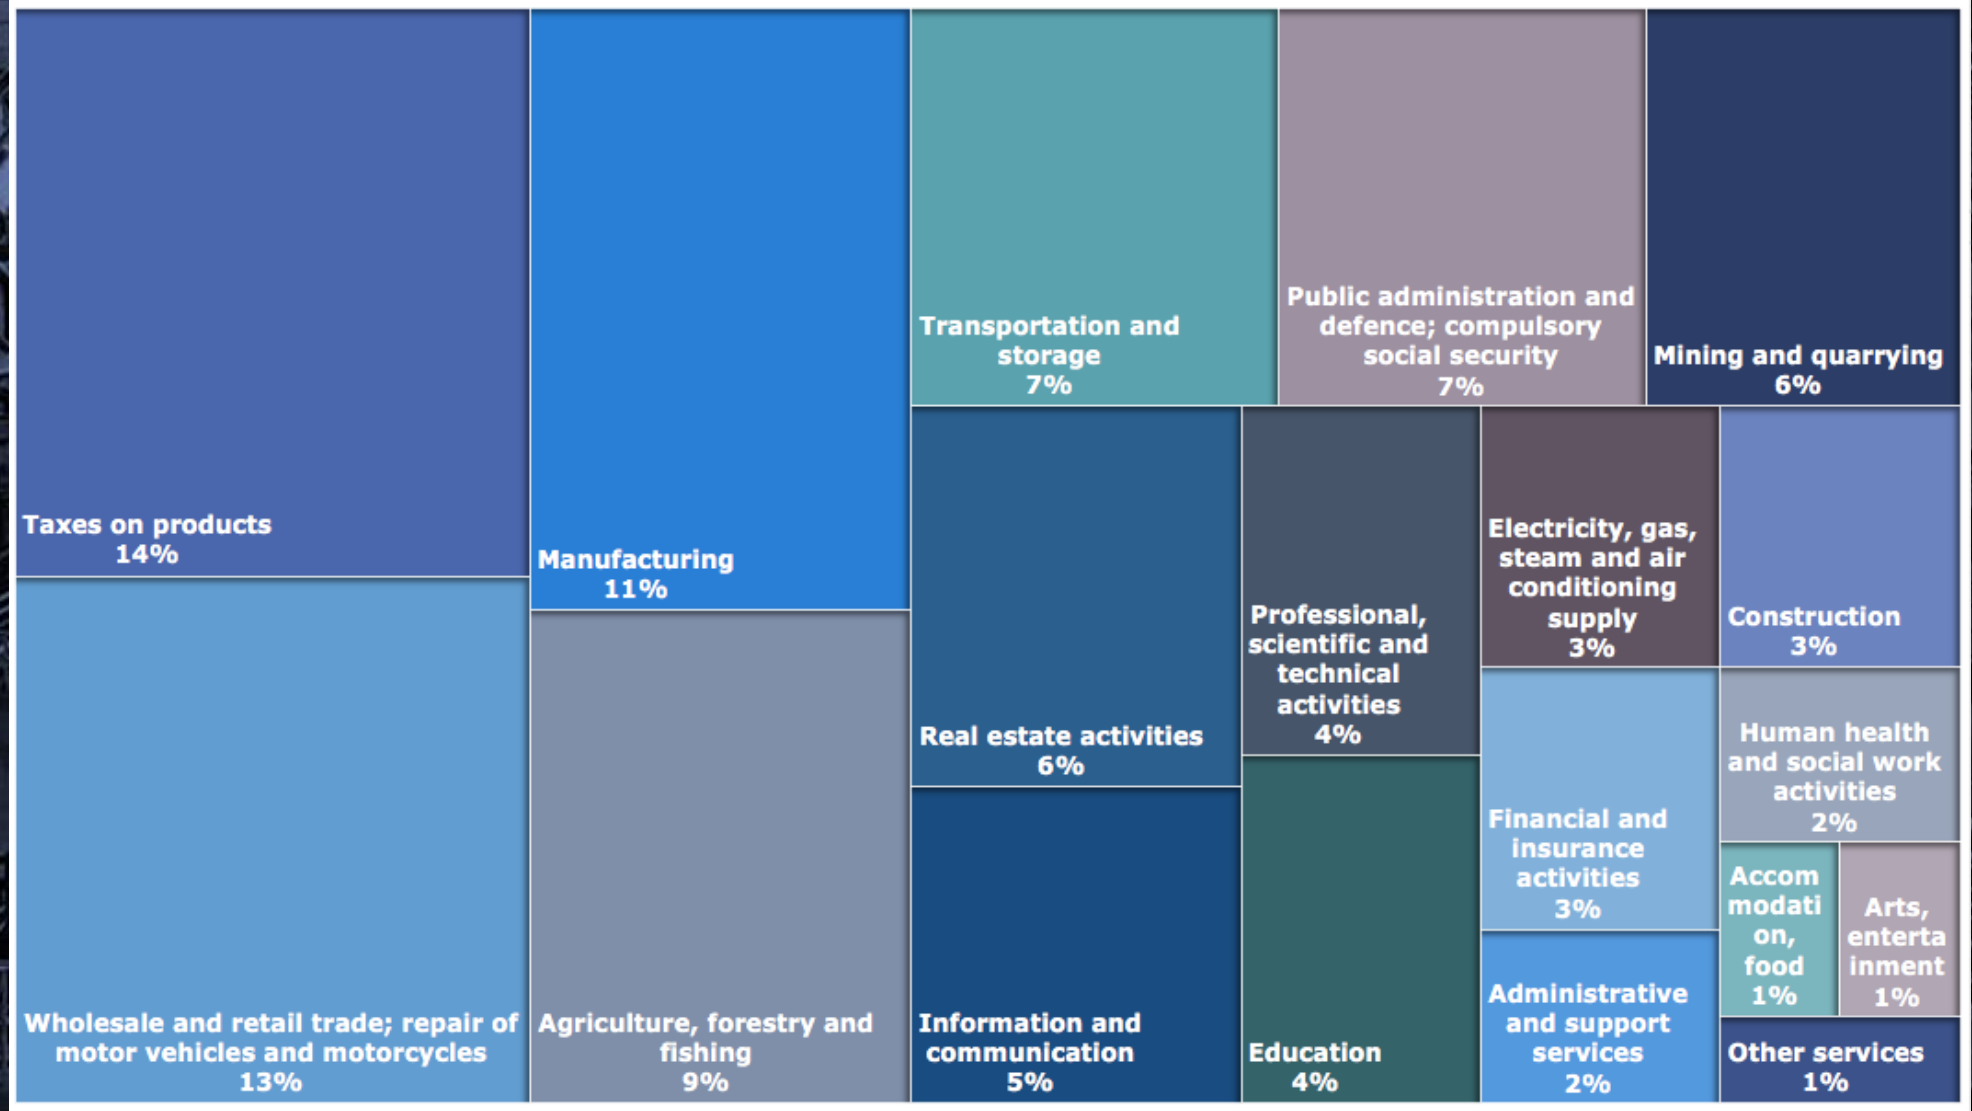 Taxes on products
14%
Wholesale and retail trade; repair of
motor vehicles and motorcycles
13%
Manufacturing
11%
Agriculture, forestry and
fishing
9%
Transportation and
storage
7%
Public administration and
defence; compulsory
social security
7%
Mining and quarrying
6%
Real estate activities
6%
Information and
communication
5%
Professional,
scientific and
technical
activities
4%
Education
4%
Electricity, gas,
steam and air
conditioning
supply
3%
Construction
3%
Financial and
insurance
activities
3%
Administrative
and support
services
2%
Human health
and social work
activities
2%
Accom
modati
on,
food
1%
Arts,
enterta
inment
1%
Other services
1%